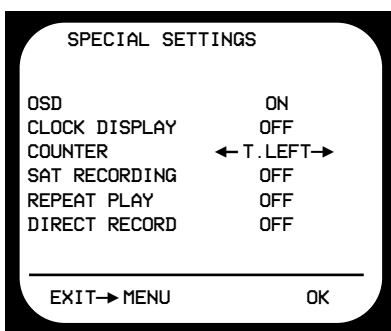 SPECIAL SETTINGS
OSD ON
CLOCK DISPLAY OFF
COUNTER ←T.LEFT→
SAT RECORDING OFF
REPEAT PLAY OFF
DIRECT RECORD OFF
EXIT→MENU OK